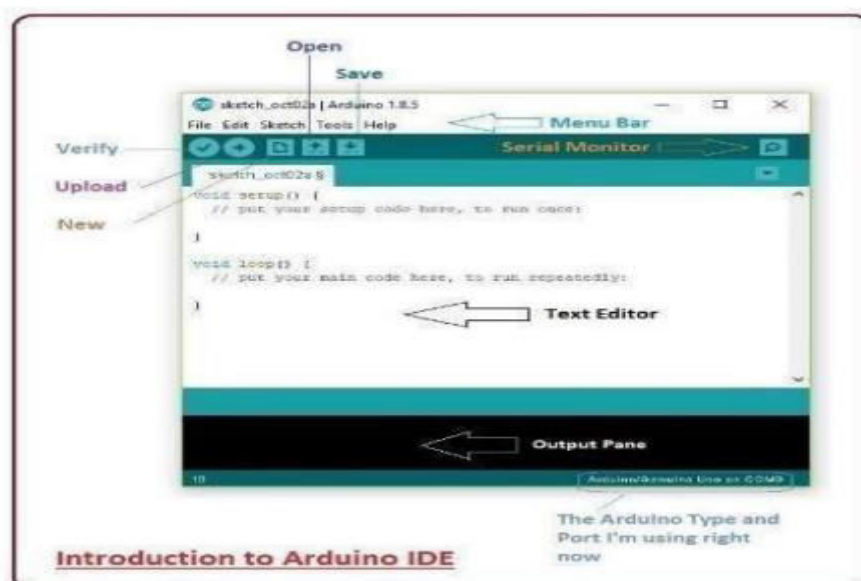 Open
Save
sketch_oct02a | Arduino 1.8.5
File Edit Sketch Tools Help
Menu Bar
Verify
Serial Monitor
Upload
sketch_oct02a §
New
void setup() {
// put your setup code here, to run once:
}
void loop() {
// put your main code here, to run repeatedly:
}
Text Editor
Output Pane
10
Arduino/Genuino Uno on
The Arduino Type and
Port I'm using right
now
Introduction to Arduino IDE